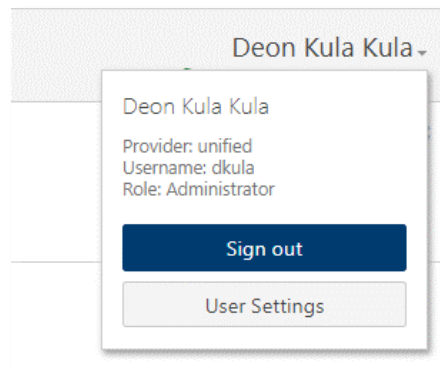 Deon Kula Kula
Deon Kula Kula
Provider: unified
Username: dkula
Role: Administrator
Sign out
User Settings